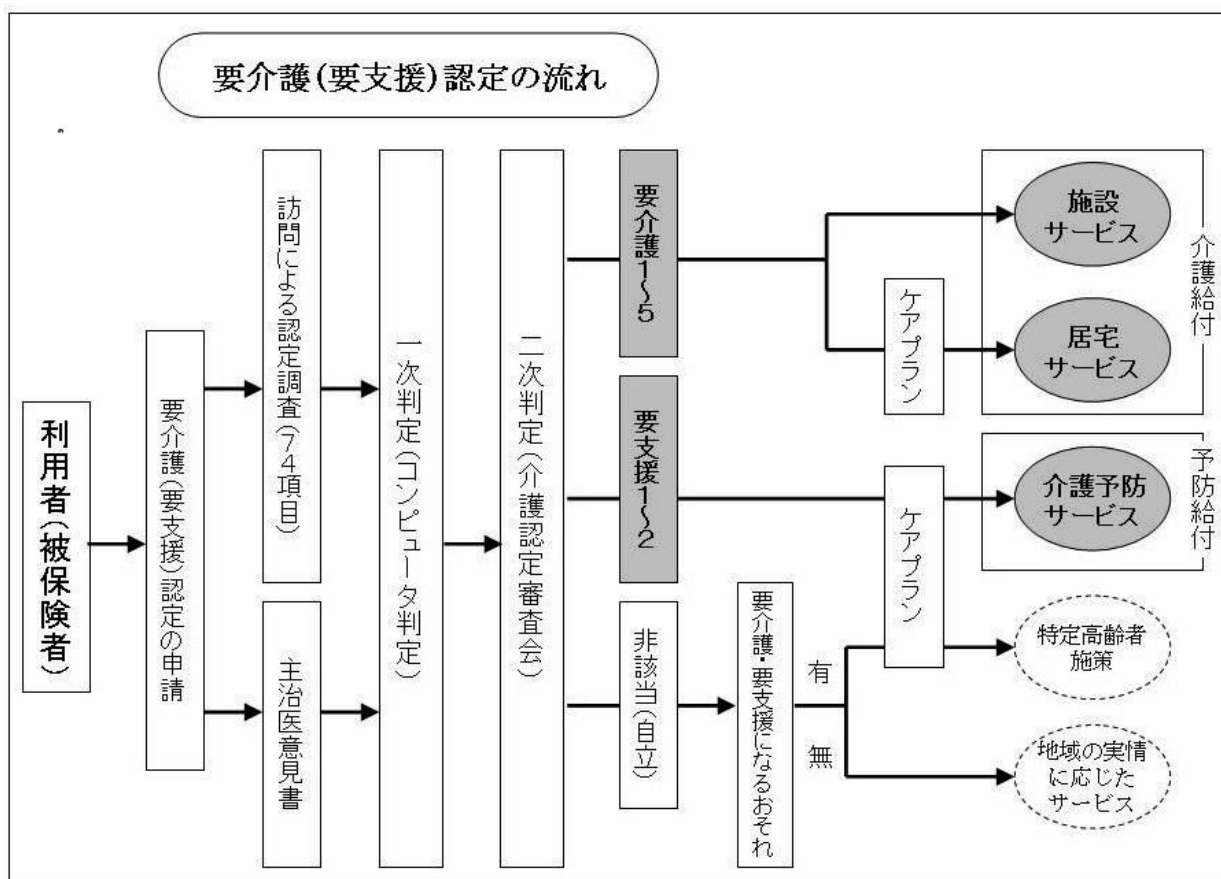 要介護(要支援)認定の流れ
利用者(被保険者)
要介護(要支援)認定の申請
訪問による認定調査(74項目)
主治医意見書
一次判定(コンピュータ判定)
二次判定(介護認定審査会)
要介護1～5
要支援1～2
非該当(自立)
要介護・要支援になるおそれ
有
無
ケアプラン
ケアプラン
施設
サービス
居宅
サービス
介護給付
介護予防
サービス
予防給付
特定高齢者
施策
地域の実情
に応じた
サービス